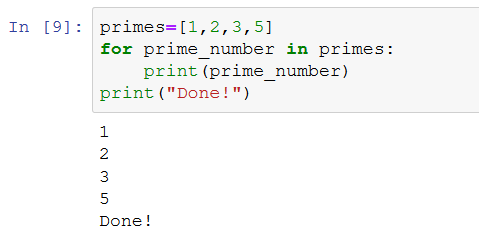 In [9]: primes=[1,2,3,5]
for prime_number in primes:
    print(prime_number)
print("Done!")
1
2
3
5
Done!